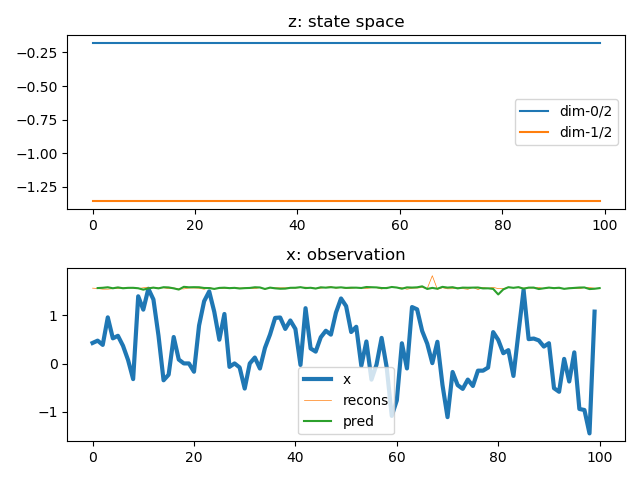 z: state space
−0.25
−0.50
−0.75
−1.00
−1.25
dim-0/2
dim-1/2
0 20 40 60 80 100
x: observation
1
0
−1
x
recons
pred
0 20 40 60 80 100